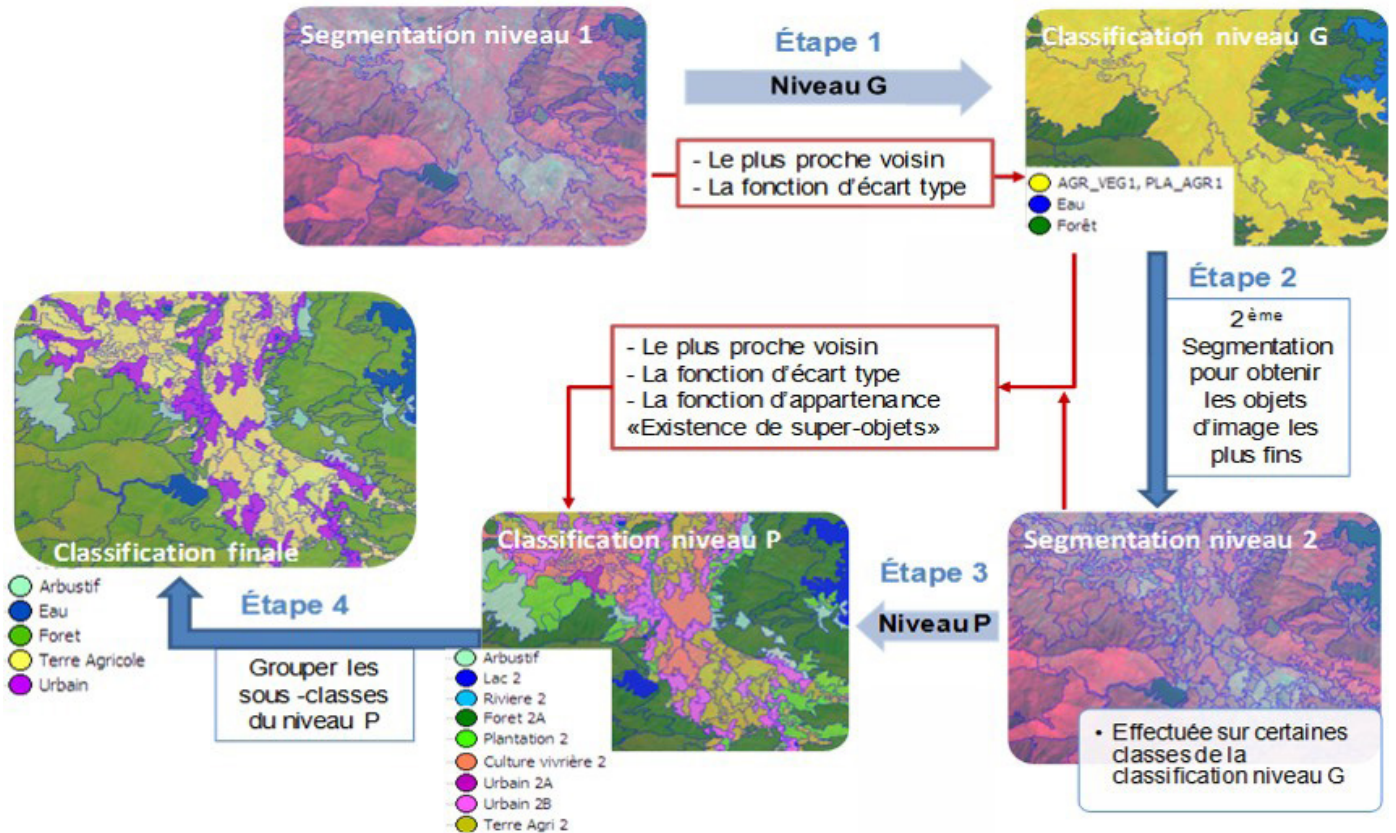 Segmentation niveau 1
Étape 1
Niveau G
- Le plus proche voisin
- La fonction d'écart type
Classification niveau G
AGR_VEG1, PLA_AGR1
Eau
Forêt
Étape 2
2ème
Segmentation
pour obtenir
les objets
d'image les
plus fins
- Le plus proche voisin
- La fonction d'écart type
- La fonction d'appartenance
«Existence de super-objets»
Segmentation niveau 2
• Effectuée sur certaines
classes de la
classification niveau G
Étape 3
Niveau P
Classification niveau P
Arbustif
Lac 2
Riviere 2
Foret 2A
Plantation 2
Culture vivrière 2
Urbain 2A
Urbain 2B
Terre Agri 2
Étape 4
Grouper les
sous -classes
du niveau P
Classification finale
Arbustif
Eau
Foret
Terre Agricole
Urbain